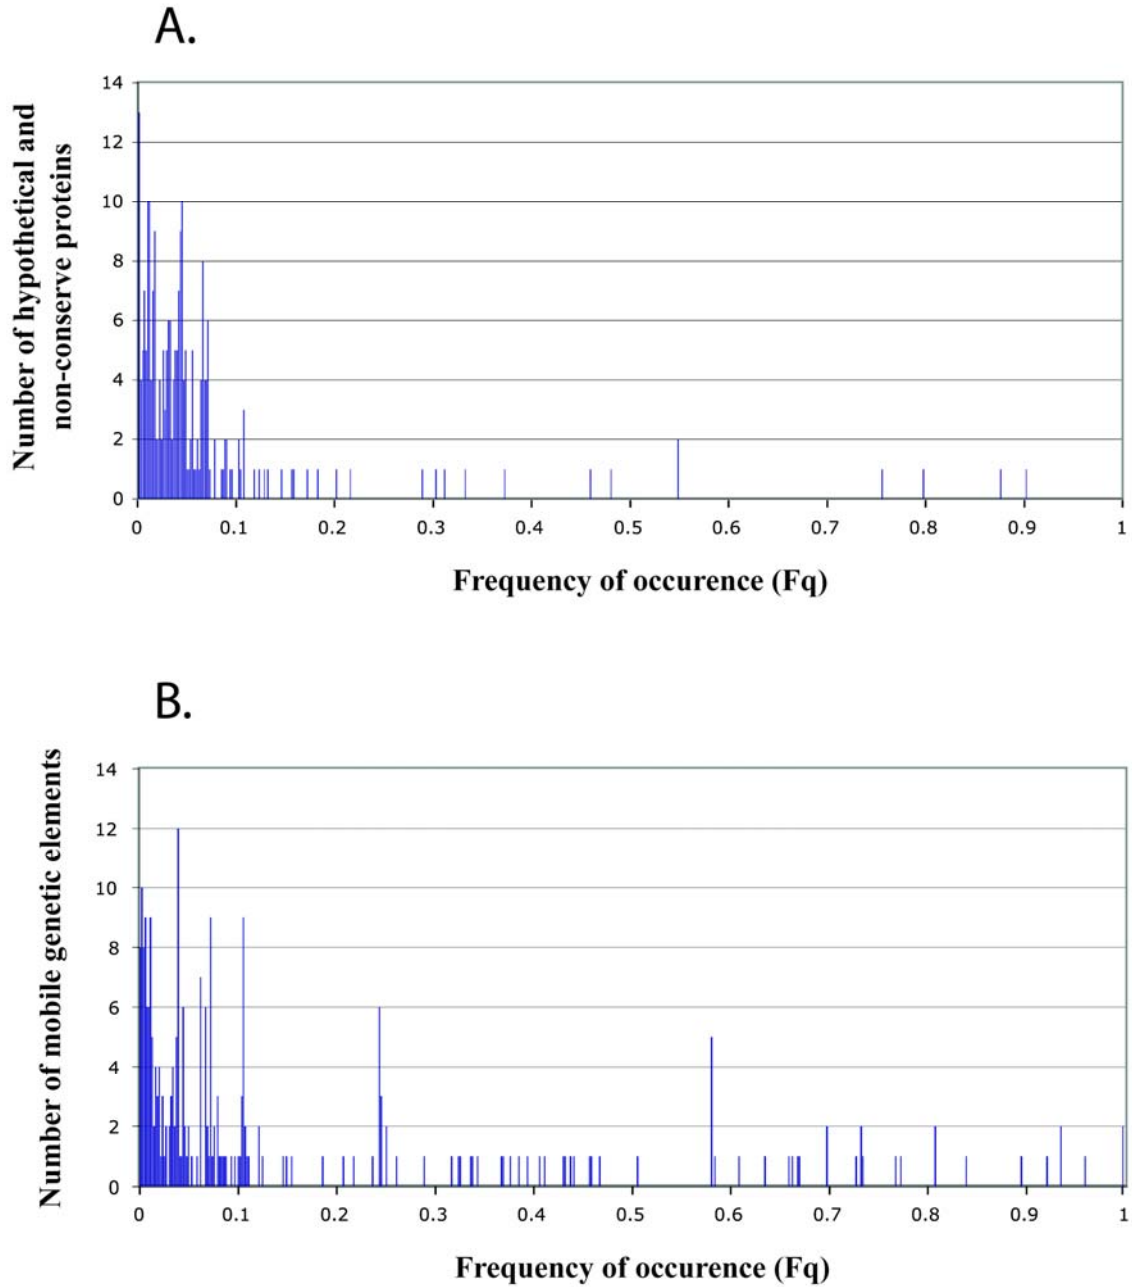 A.
Number of hypothetical and
non-conserve proteins
14
12
10
8
6
4
2
0
0 0.1 0.2 0.3 0.4 0.5 0.6 0.7 0.8 0.9 1
Frequency of occurence (Fq)
B.
Number of mobile genetic elements
14
12
10
8
6
4
2
0
0 0.1 0.2 0.3 0.4 0.5 0.6 0.7 0.8 0.9 1
Frequency of occurence (Fq)